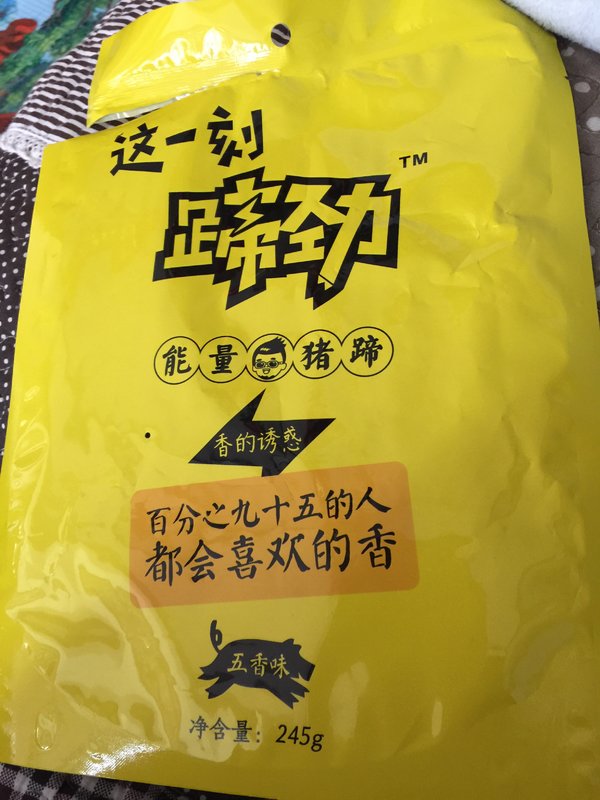 这一刻
蹄劲™
能量猪蹄
香的诱惑
百分之九十五的人
都会喜欢的香
五香味
净含量：245g